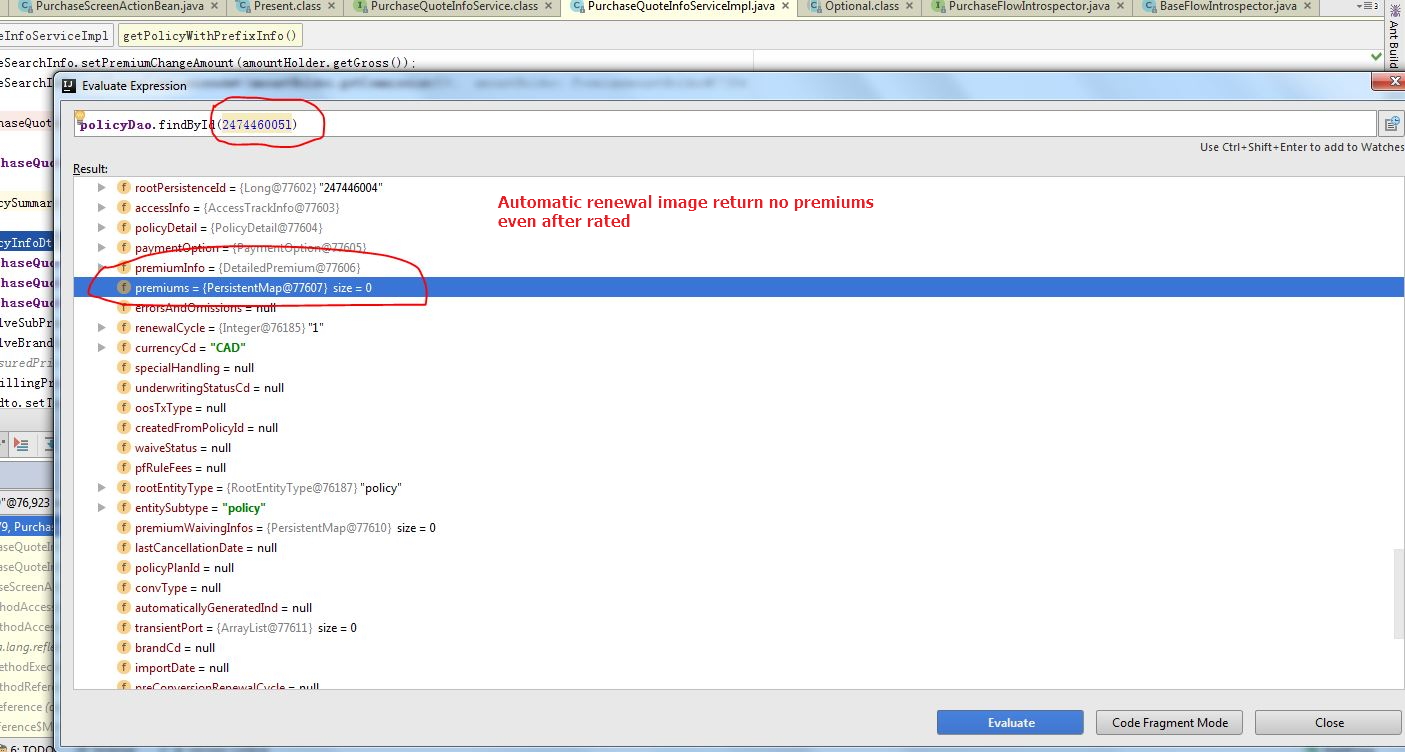 PurchaseScreenActionBean.java
Present.class
PurchaseQuoteInfoService.class
PurchaseQuoteInfoServiceImpl.java
Optional.class
PurchaseFlowIntrospector.java
BaseFlowIntrospector.java
eInfoServiceImpl
getPolicyWithPrefixInfo()
Ant Build
eSearchInfo.setPremiumChangeAmount(amountHolder.getGross());
eSearchI
Evaluate Expression
policyDao.findById(247446005l)
Use Ctrl+Shift+Enter to add to Watches
Result:
rootPersistenceId = {Long@77602} "247446004"
accessInfo = {AccessTrackInfo@77603}
policyDetail = {PolicyDetail@77604}
paymentOption = {PaymentOption@77605}
premiumInfo = {DetailedPremium@77606}
premiums = {PersistentMap@77607} size = 0
errorsAndOmissions = null
renewalCycle = {Integer@76185} "1"
currencyCd = "CAD"
specialHandling = null
underwritingStatusCd = null
oosTxType = null
createdFromPolicyId = null
waiveStatus = null
pfRuleFees = null
rootEntityType = {RootEntityType@76187} "policy"
entitySubtype = "policy"
premiumWaivingInfos = {PersistentMap@77610} size = 0
lastCancellationDate = null
policyPlanId = null
convType = null
automaticallyGeneratedInd = null
transientPort = {ArrayList@77611} size = 0
brandCd = null
importDate = null
preConversionRenewalCycle = null
Automatic renewal image return no premiums
even after rated
Evaluate
Code Fragment Mode
Close
haseQuot
haseQuo
cySummar
cyInfoDt
haseQuo
haseQuo
haseQuo
lveSubPr
lveBrand
suredPri
illingPr
dto.setI
"@76,923
79, Purchas
aseQuoteIn
aseQuoteIn
seScreenA
hodAcces
thodAcces
a.lang.refle
ethodExec
thodRefer
eference (o
ference$M
6: TODO